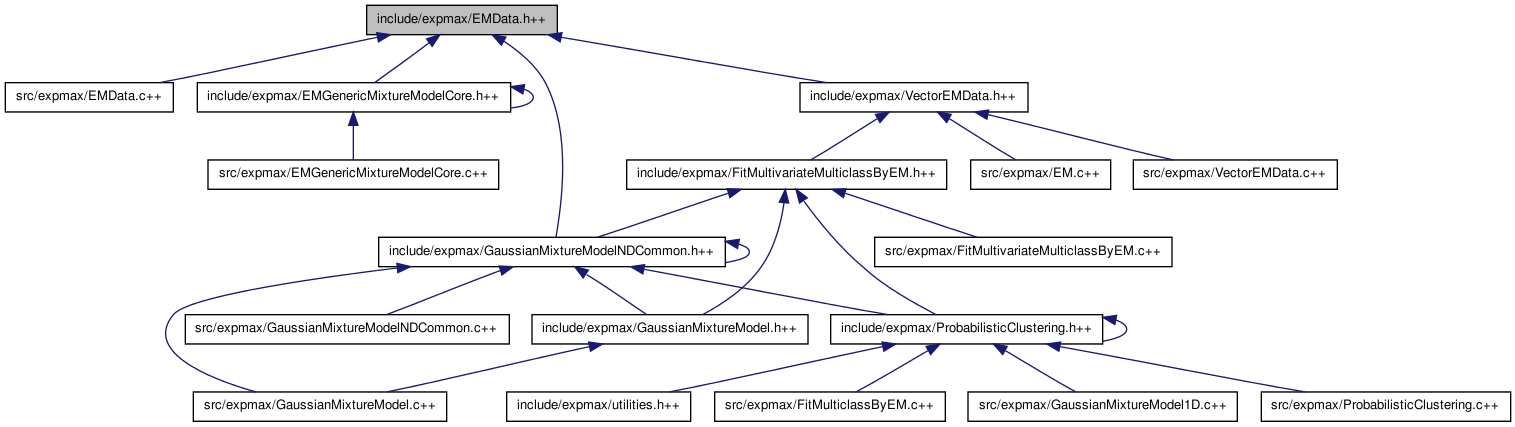 include/expmax/EMData.h++
src/expmax/EMData.c++
include/expmax/EMGenericMixtureModelCore.h++
include/expmax/VectorEMData.h++
src/expmax/EMGenericMixtureModelCore.c++
include/expmax/FitMultivariateMulticlassByEM.h++
src/expmax/EM.c++
src/expmax/VectorEMData.c++
include/expmax/GaussianMixtureModelNDCommon.h++
src/expmax/FitMultivariateMulticlassByEM.c++
src/expmax/GaussianMixtureModelNDCommon.c++
include/expmax/GaussianMixtureModel.h++
include/expmax/ProbabilisticClustering.h++
src/expmax/GaussianMixtureModel.c++
include/expmax/utilities.h++
src/expmax/FitMulticlassByEM.c++
src/expmax/GaussianMixtureModel1D.c++
src/expmax/ProbabilisticClustering.c++